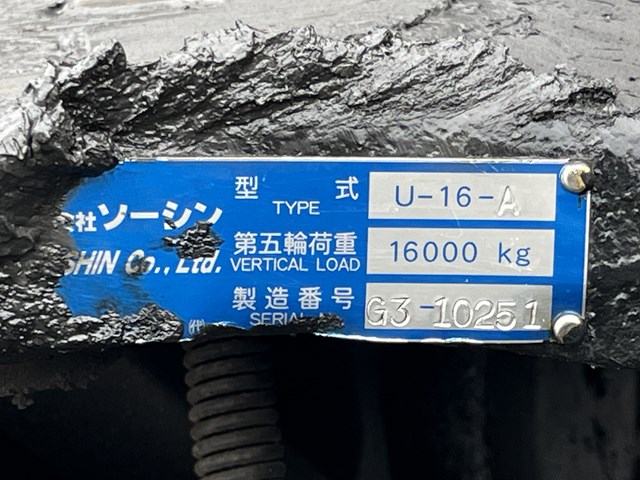 型 式 U-16-A
TYPE
社 ソーシン
第五輪荷重 16000 kg
SHIN Co., Ltd. VERTICAL LOAD
製造番号 G3-10251
SERIAL